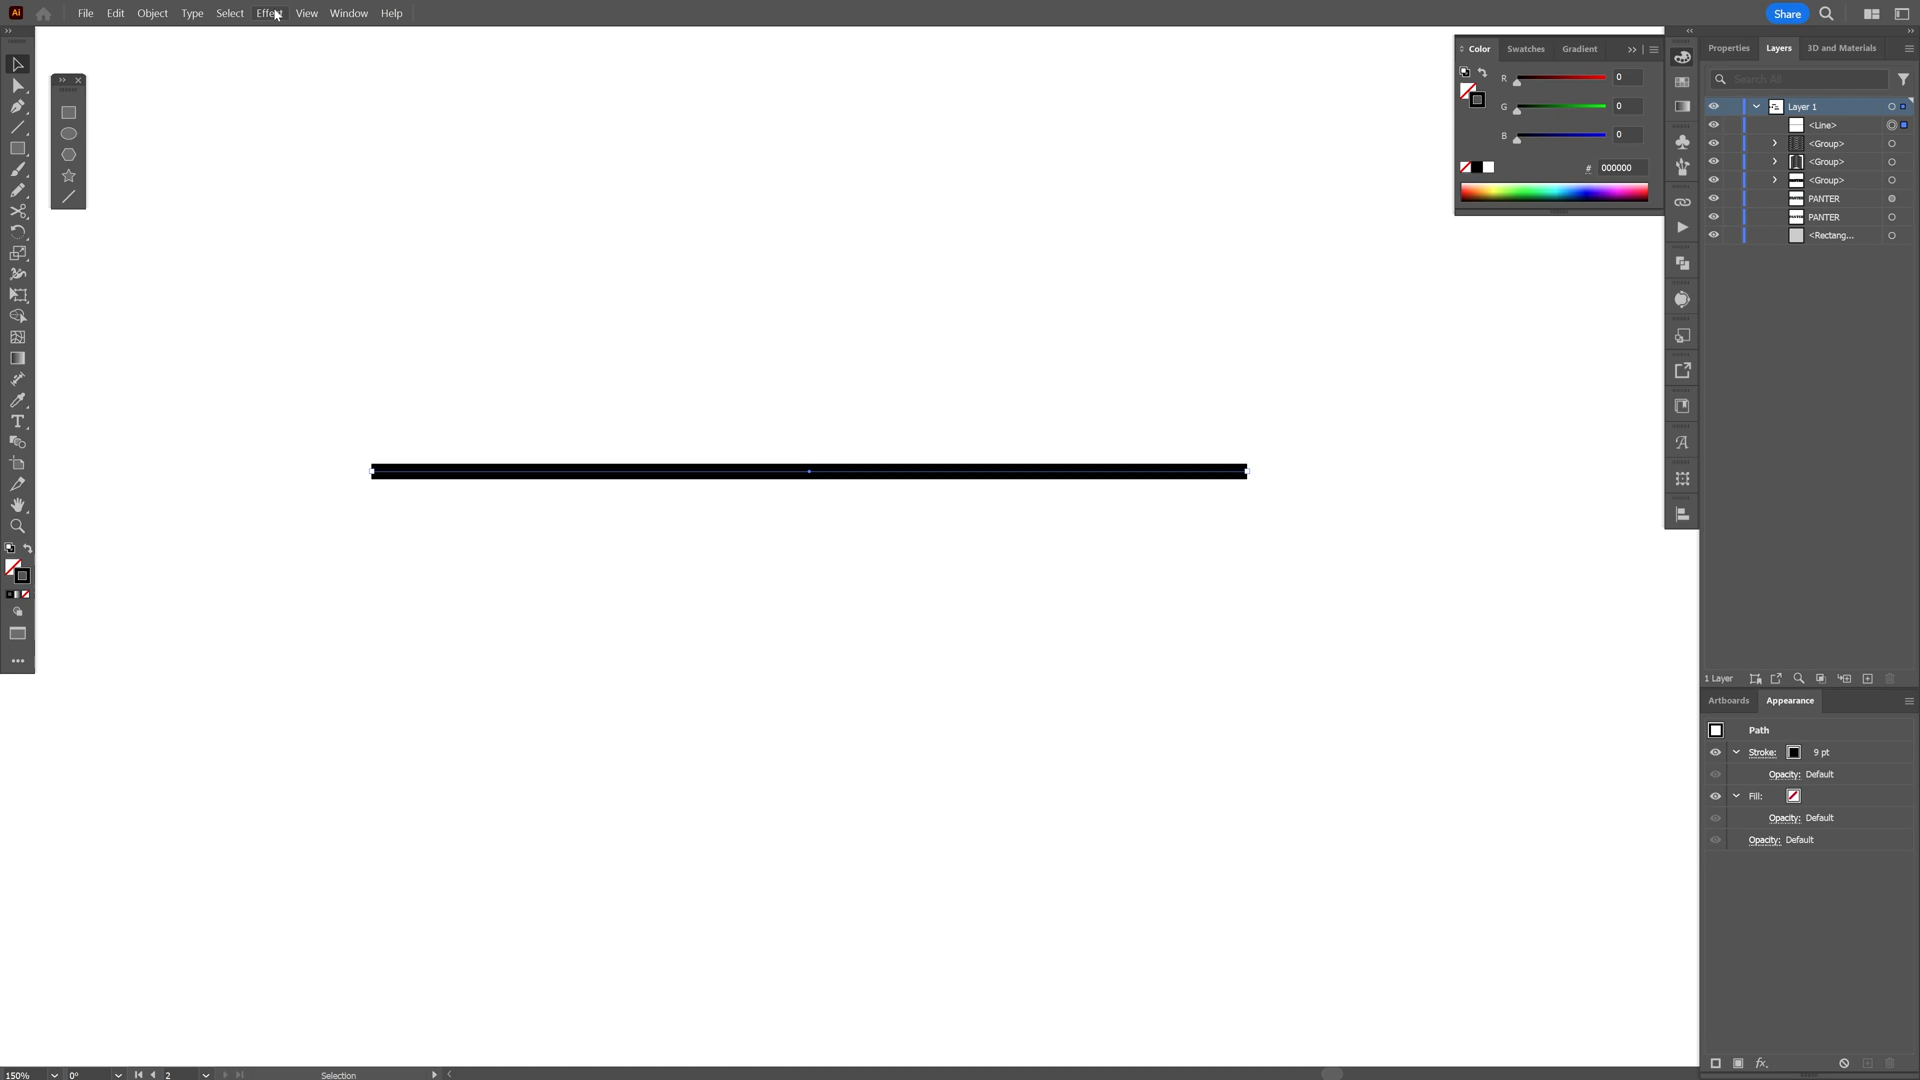 Ai File Edit Object Type Select Effect View Window Help Share
Color Swatches Gradient
R 0
G 0
B 0
# 000000
Properties Layers 3D and Materials
Search All
Layer 1
<Line>
<Group>
<Group>
<Group>
PANTER
PANTER
<Rectang...
1 Layer
Artboards Appearance
Path
Stroke: 9 pt
Opacity: Default
Fill:
Opacity: Default
Opacity: Default
fx.
150% 0° 2 Selection